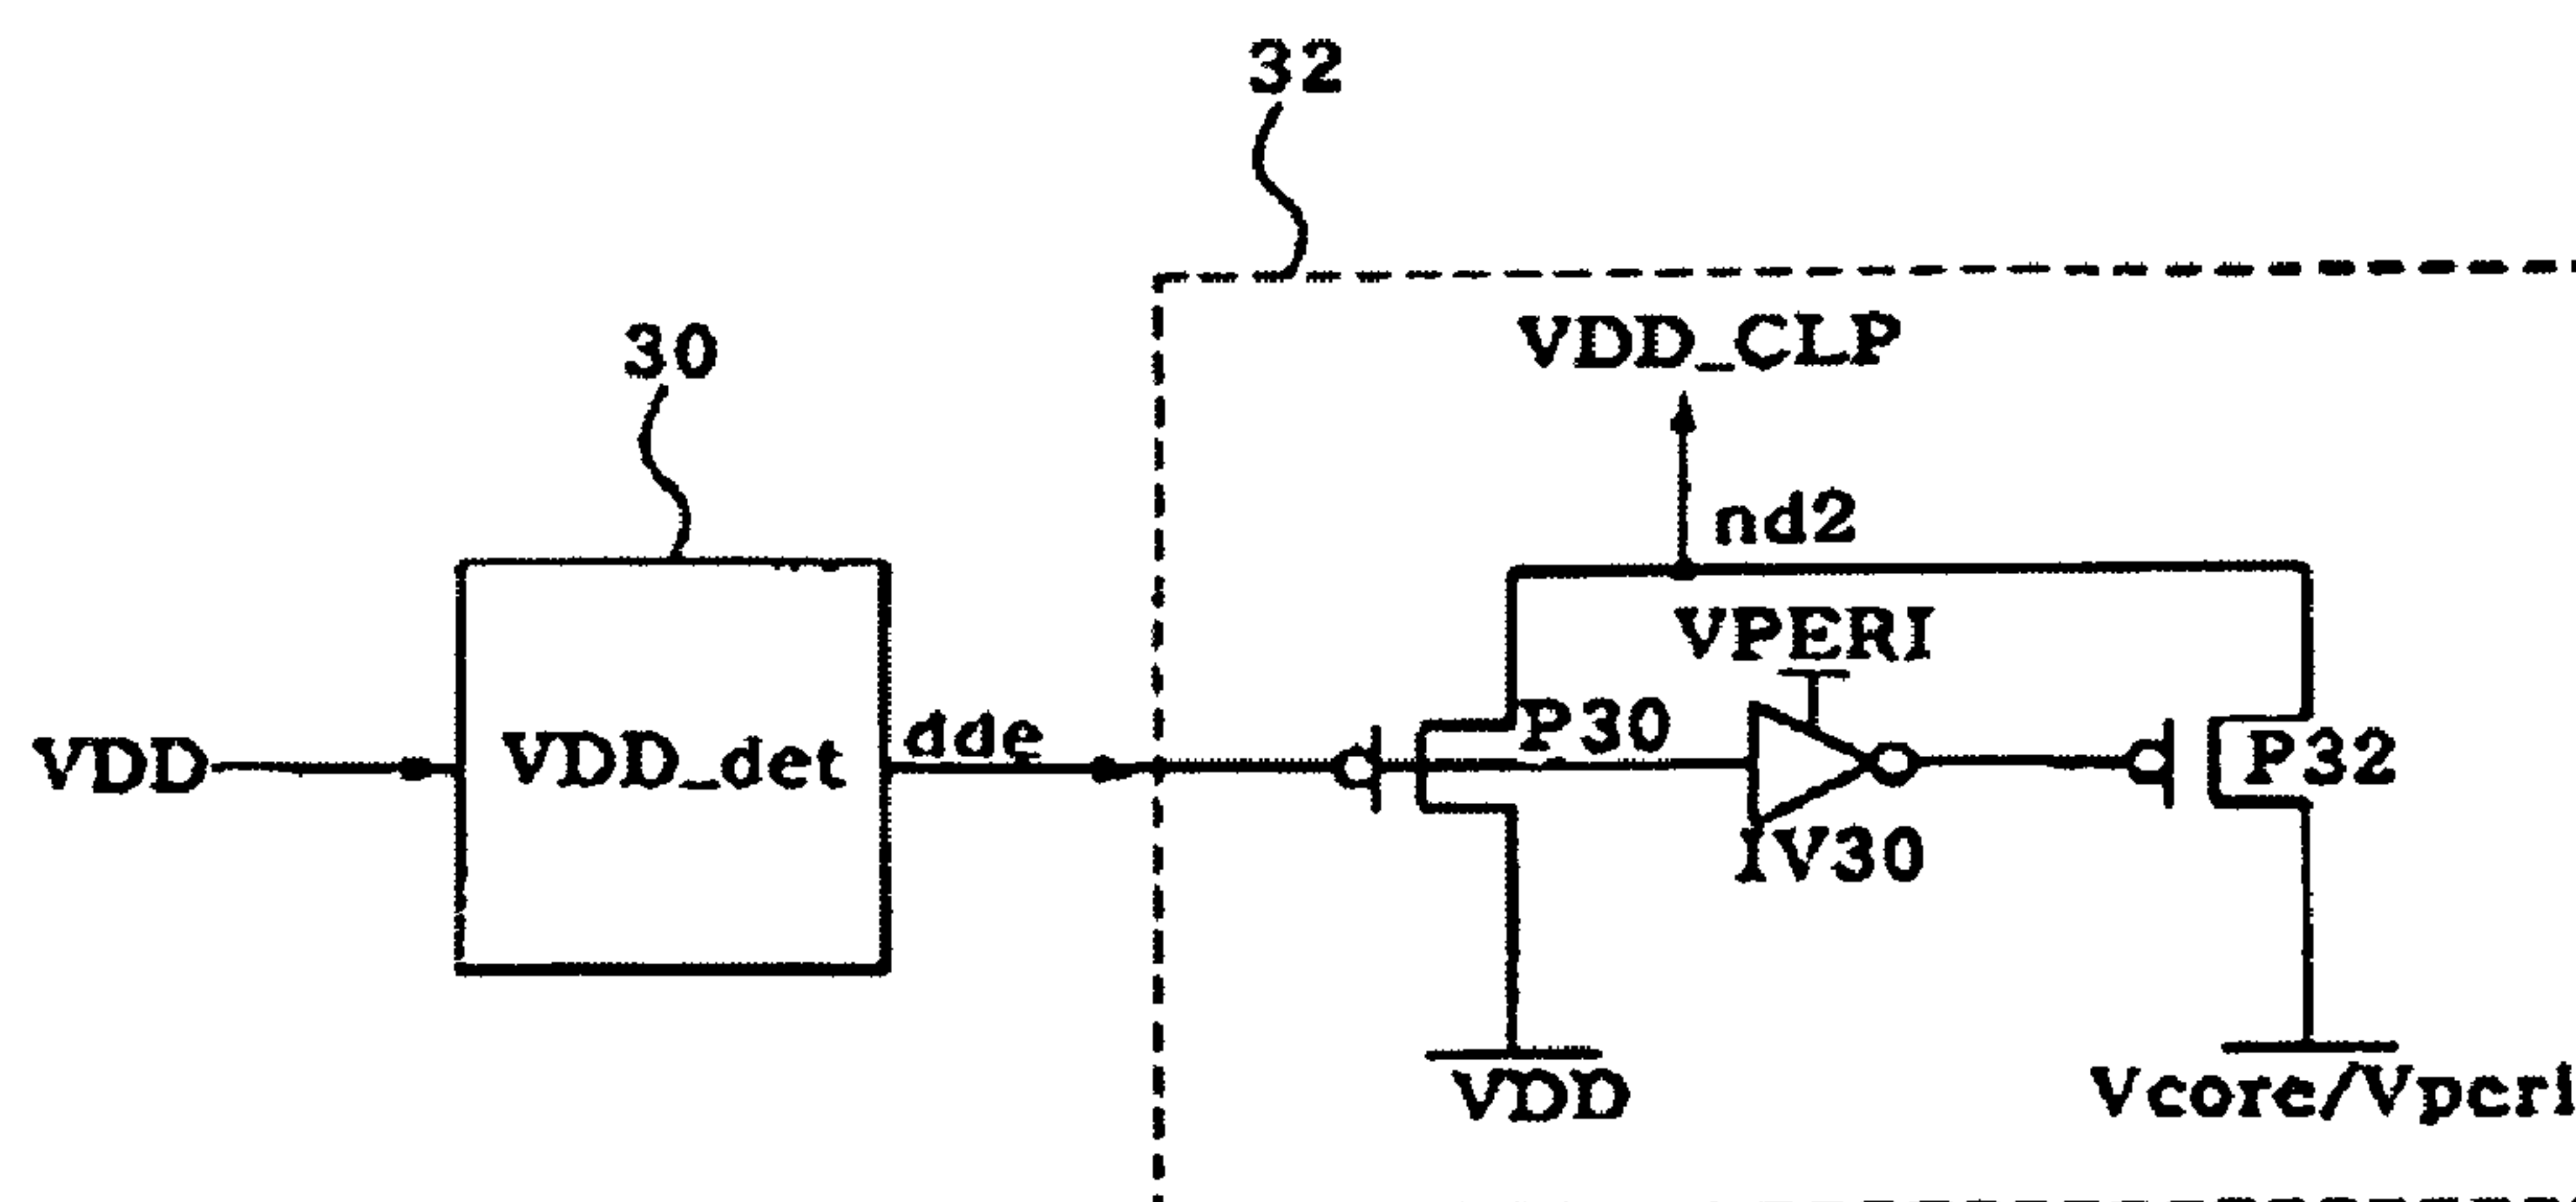 32
VDD_CLP
30
nd2
VPERI
P30
dde
VDD
VDD_det
P32
IV30
VDD
Vcore/Vperi